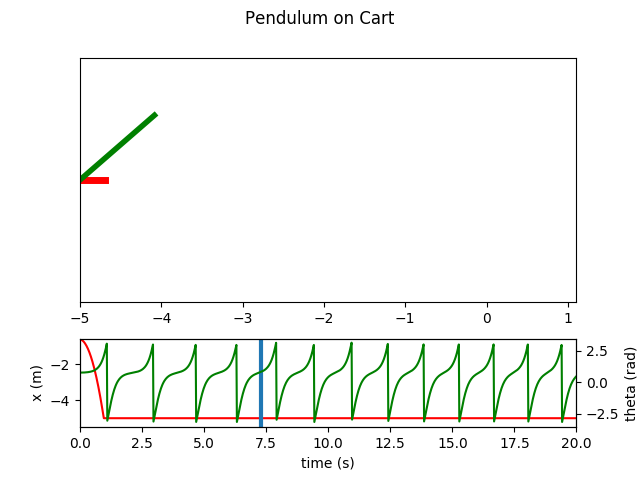 Pendulum on Cart
−5 −4 −3 −2 −1 0 1
−2
−4
x (m)
2.5
0.0
−2.5
theta (rad)
0.0 2.5 5.0 7.5 10.0 12.5 15.0 17.5 20.0
time (s)